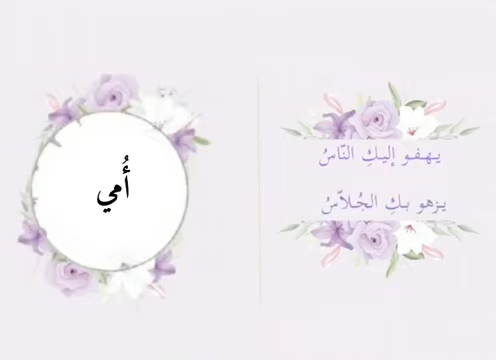 يهفو إليكِ النّاسُ
يزهو بكِ الجُلاّسُ
أُمي